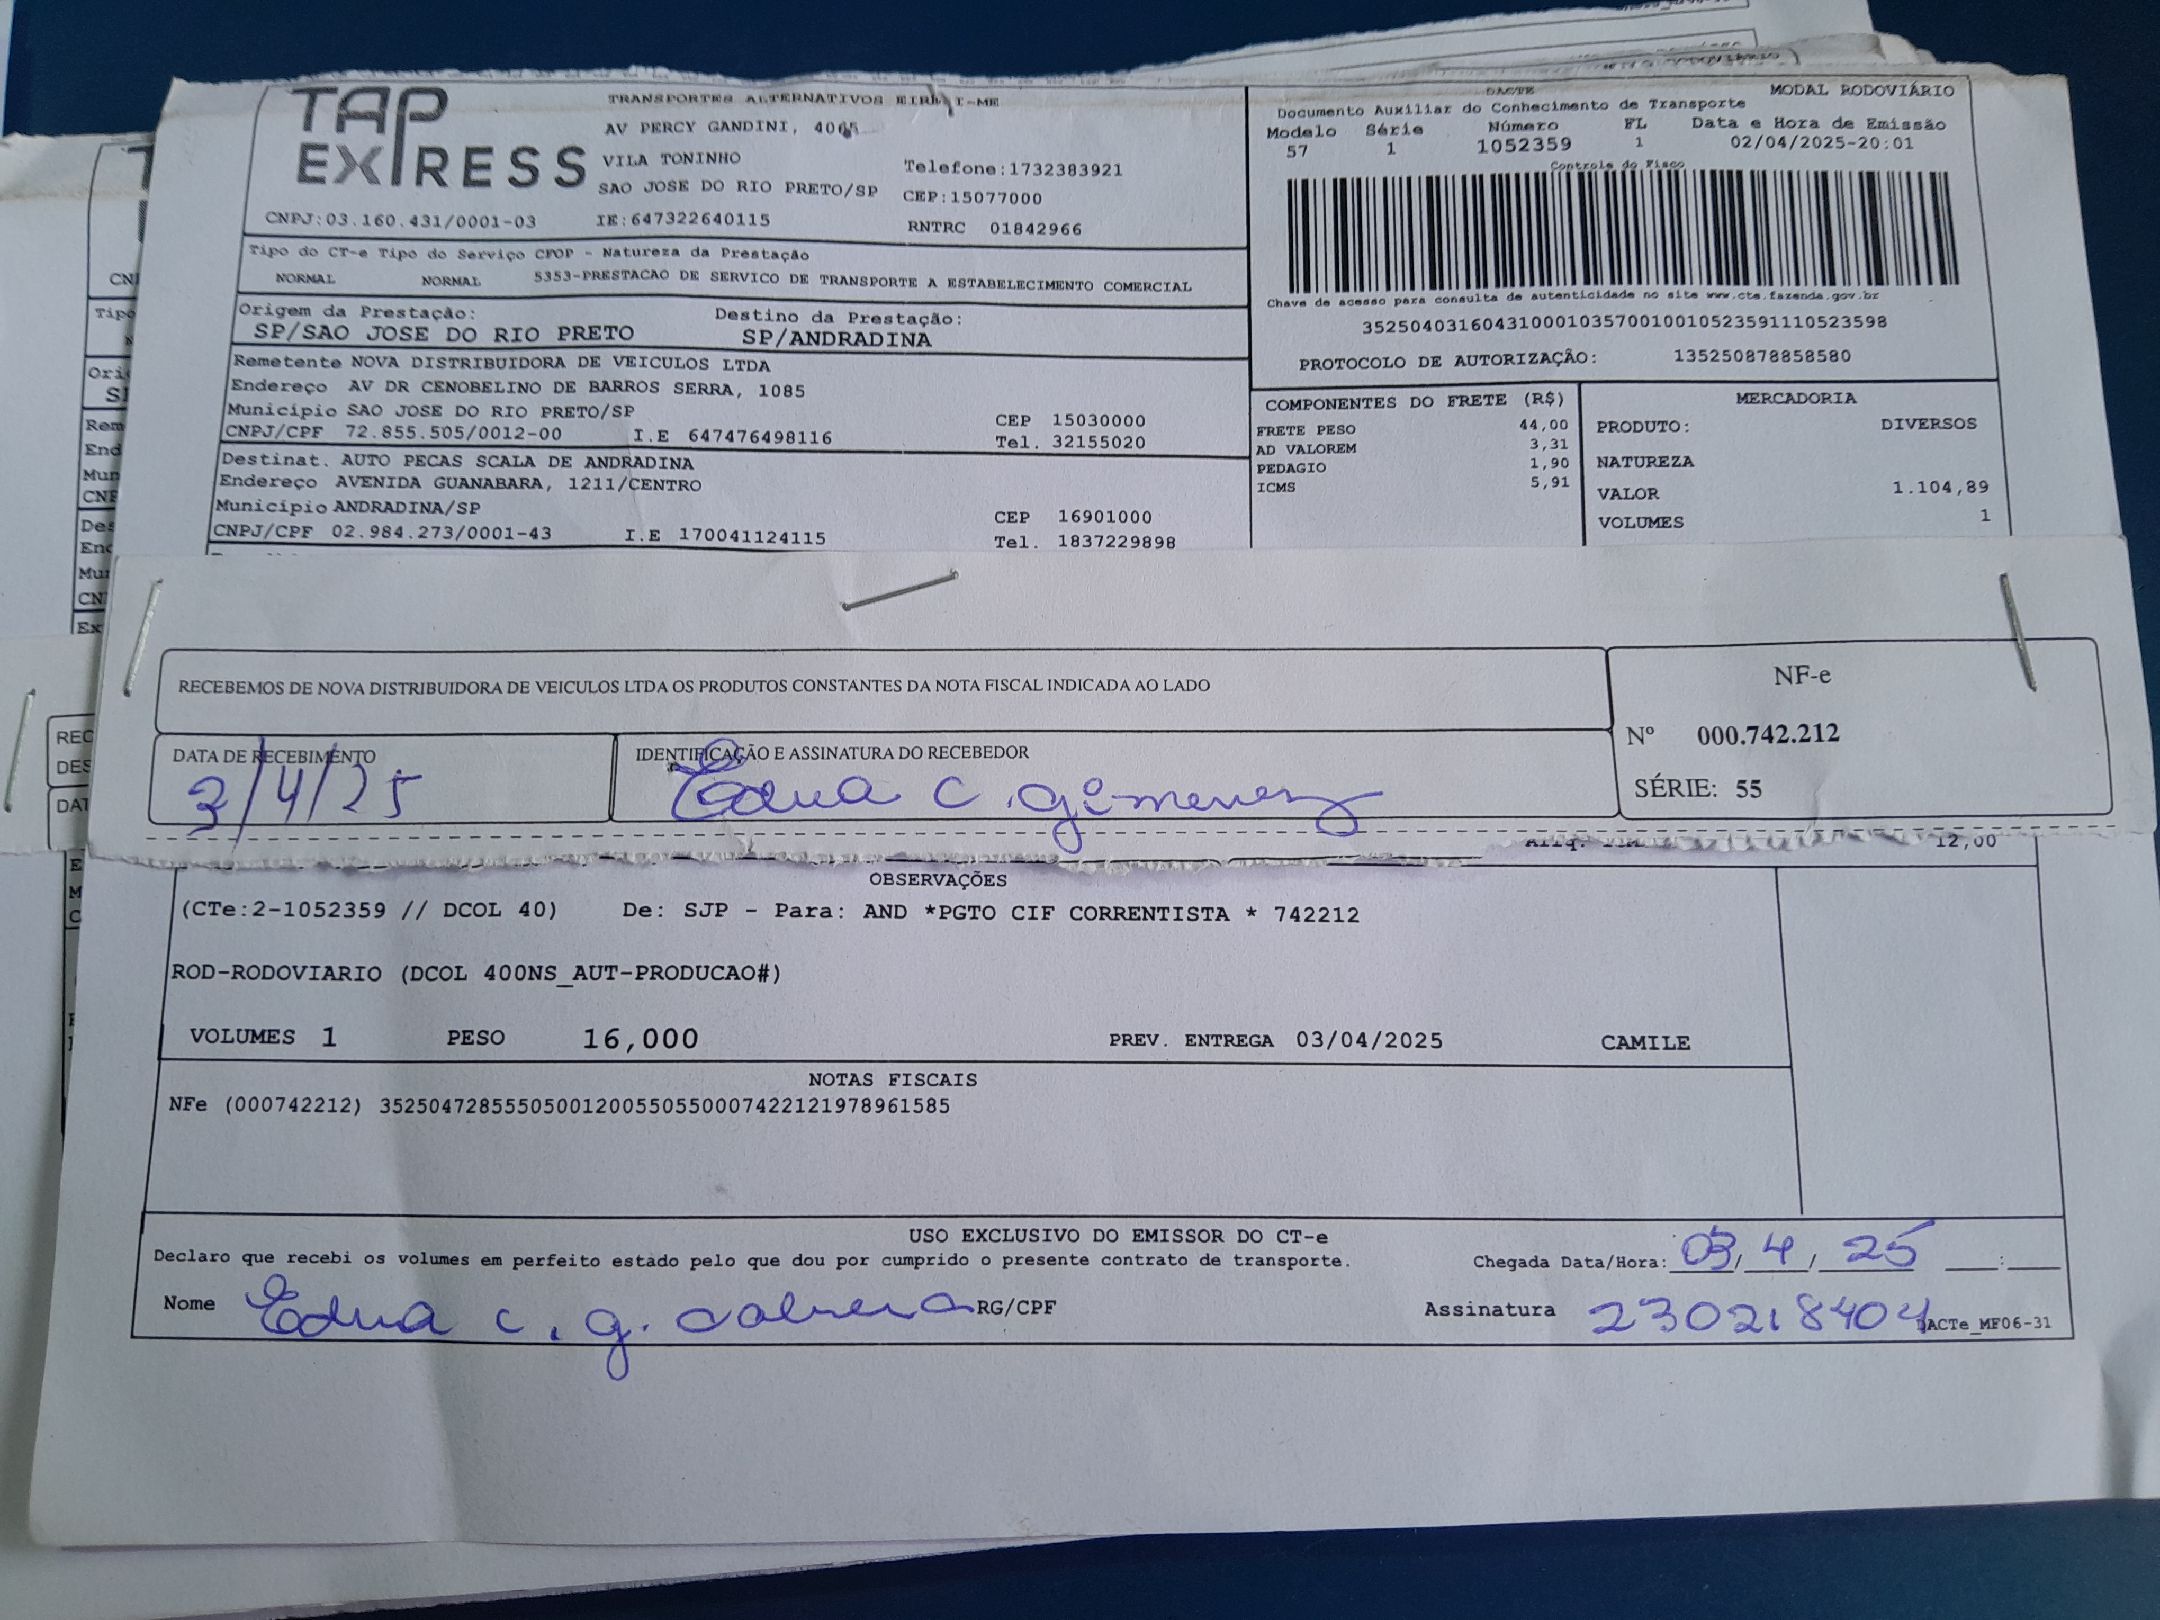 TAP EXPRESS
TRANSPORTES ALTERNATIVOS EIRELI-ME
AV PERCY GANDINI, 4065
VILA TONINHO
SAO JOSE DO RIO PRETO/SP
Telefone:1732383921
CEP:15077000
CNPJ:03.160.431/0001-03 IE:647322640115 RNTRC 01842966
Tipo do CT-e Tipo do Serviço CFOP - Natureza da Prestação
NORMAL NORMAL 5353-PRESTACAO DE SERVICO DE TRANSPORTE A ESTABELECIMENTO COMERCIAL
Origem da Prestação: Destino da Prestação:
SP/SAO JOSE DO RIO PRETO SP/ANDRADINA
Remetente NOVA DISTRIBUIDORA DE VEICULOS LTDA
Endereço AV DR CENOBELINO DE BARROS SERRA, 1085
Município SAO JOSE DO RIO PRETO/SP CEP 15030000
CNPJ/CPF 72.855.505/0012-00 I.E 647476498116 Tel. 32155020
Destinat. AUTO PECAS SCALA DE ANDRADINA
Endereço AVENIDA GUANABARA, 1211/CENTRO
Município ANDRADINA/SP CEP 16901000
CNPJ/CPF 02.984.273/0001-43 I.E 170041124115 Tel. 1837229898
DACTE MODAL RODOVIÁRIO
Documento Auxiliar do Conhecimento de Transporte
Modelo Série Número FL Data e Hora de Emissão
57 1 1052359 1 02/04/2025-20:01
Controle do Fisco
Chave de acesso para consulta de autenticidade no site www.cte.fazenda.gov.br
35250403160431000103570010010523591110523598
PROTOCOLO DE AUTORIZAÇÃO: 135250878858580
COMPONENTES DO FRETE (R$)
FRETE PESO 44,00
AD VALOREM 3,31
PEDAGIO 1,90
ICMS 5,91
MERCADORIA
PRODUTO: DIVERSOS
NATUREZA
VALOR 1.104,89
VOLUMES 1
RECEBEMOS DE NOVA DISTRIBUIDORA DE VEICULOS LTDA OS PRODUTOS CONSTANTES DA NOTA FISCAL INDICADA AO LADO
DATA DE RECEBIMENTO
3/4/25
IDENTIFICAÇÃO E ASSINATURA DO RECEBEDOR
Edna C. Gimenez
NF-e
Nº 000.742.212
SÉRIE: 55
12,00
OBSERVAÇÕES
(CTe:2-1052359 // DCOL 40) De: SJP - Para: AND *PGTO CIF CORRENTISTA * 742212
ROD-RODOVIARIO (DCOL 400NS_AUT-PRODUCAO#)
VOLUMES 1 PESO 16,000 PREV. ENTREGA 03/04/2025 CAMILE
NOTAS FISCAIS
NFe (000742212) 35250472855505001200550550007422121978961585
USO EXCLUSIVO DO EMISSOR DO CT-e
Declaro que recebi os volumes em perfeito estado pelo que dou por cumprido o presente contrato de transporte. Chegada Data/Hora: 03/4/25 __:__
Nome Edna C. G. Cabrera RG/CPF Assinatura 230218404 DACTe_MF06-31